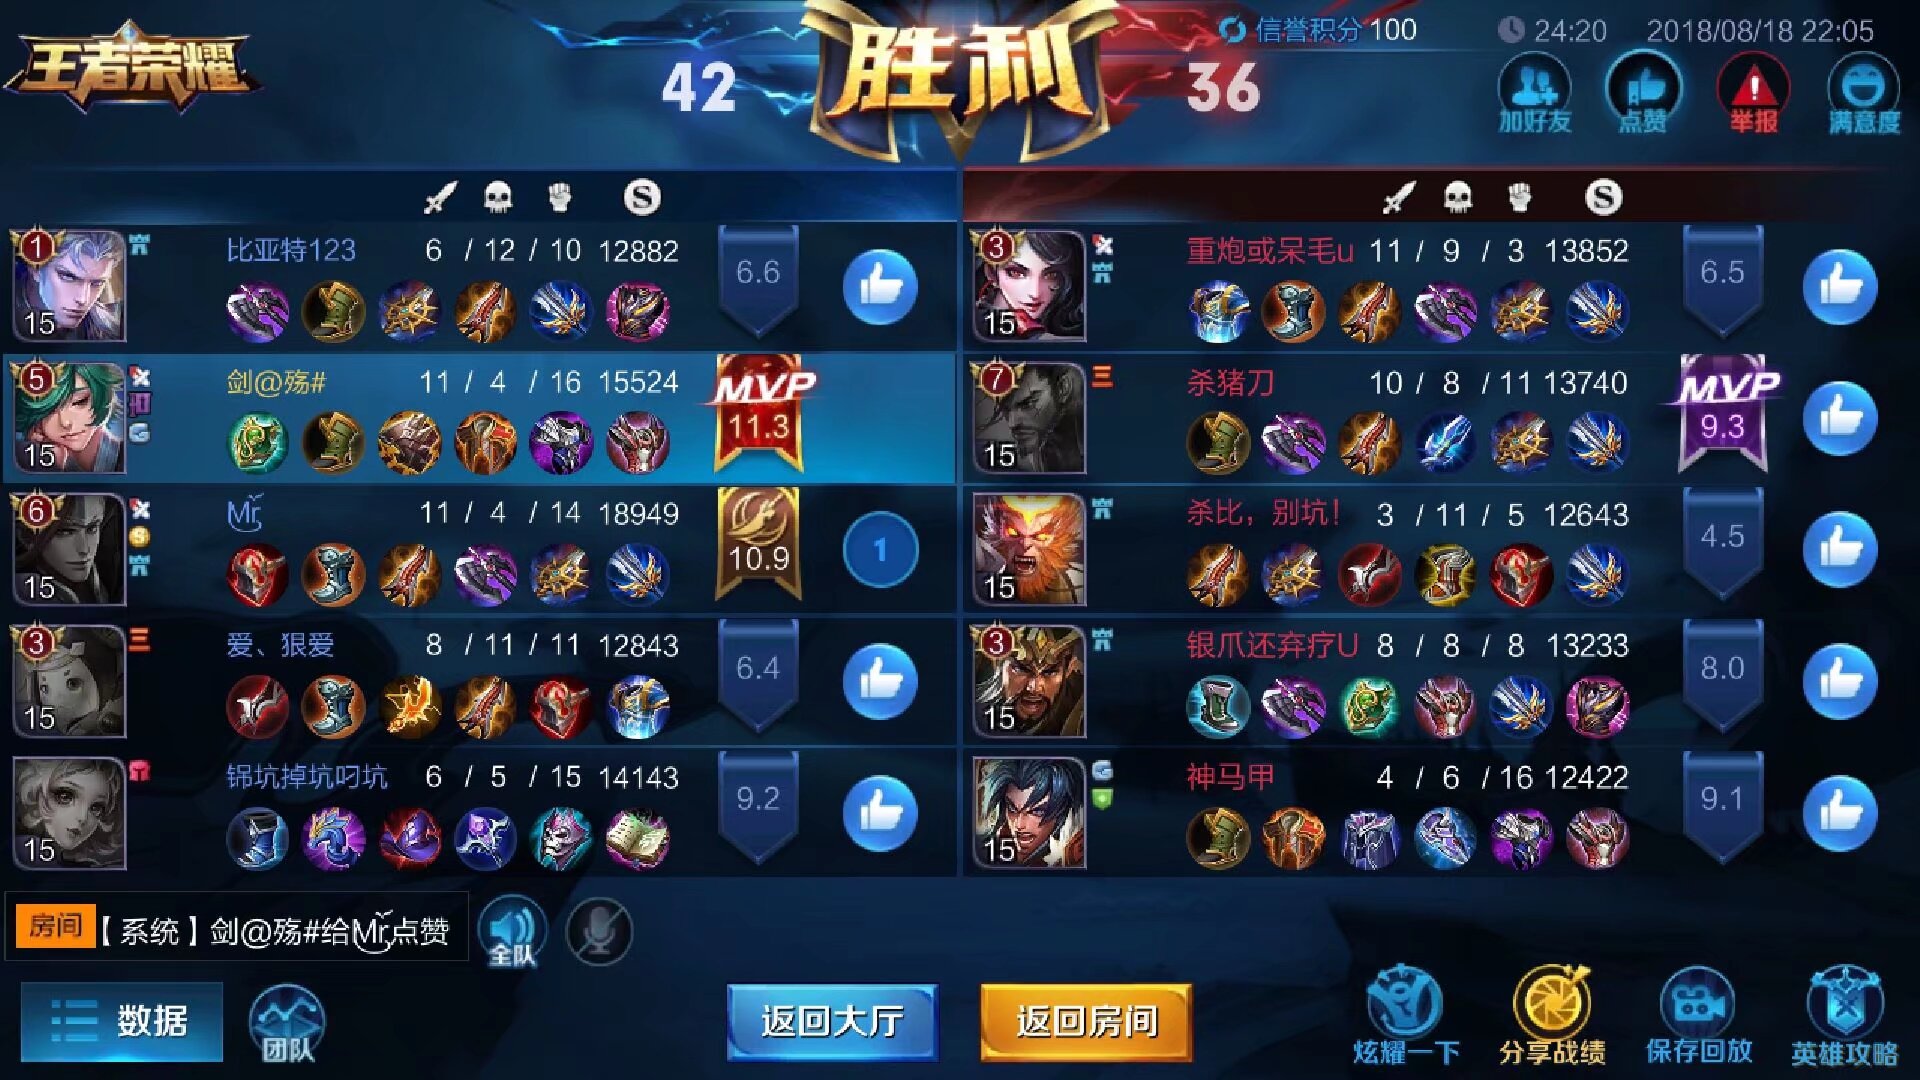 王者荣耀
42
胜利
36
信誉积分 100
24:20
2018/08/18 22:05
加好友
点赞
举报
满意度
S
S
1
15
比亚特123
6 / 12 / 10 12882
6.6
3
15
重炮或呆毛u
11 / 9 / 3 13852
6.5
5
15
剑@殇#
11 / 4 / 16 15524
MVP
11.3
7
15
杀猪刀
10 / 8 / 11 13740
MVP
9.3
6
15
Mr
11 / 4 / 14 18949
10.9
1
15
杀比，别坑！
3 / 11 / 5 12643
4.5
3
15
爱、狠爱
8 / 11 / 11 12843
6.4
3
15
银爪还弃疗U
8 / 8 / 8 13233
8.0
15
锅坑掉坑叼坑
6 / 5 / 15 14143
9.2
15
神马甲
4 / 6 / 16 12422
9.1
房间
【 系统 】剑@殇#给Mr点赞
全队
数据
团队
返回大厅
返回房间
炫耀一下
分享战绩
保存回放
英雄攻略